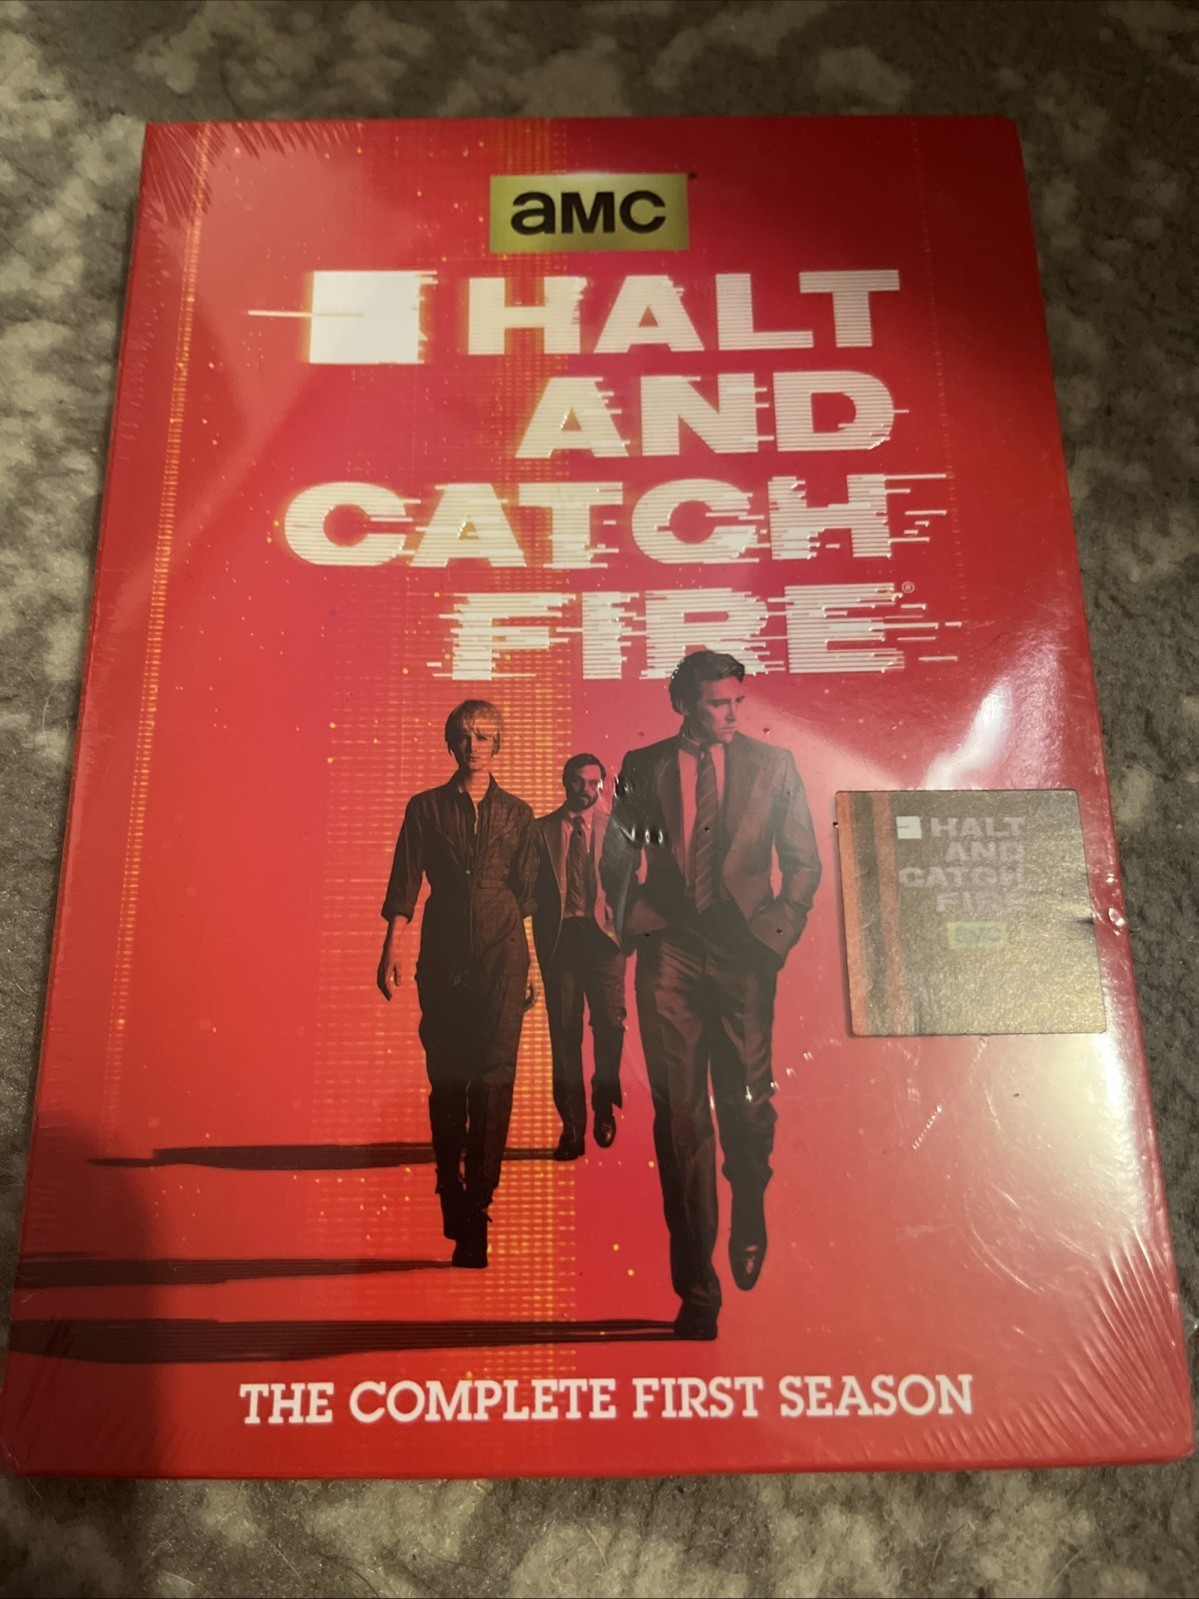 aMC
HALT
AND
CATCH
FIRE®
HALT
AND
CATCH
FIRE
THE COMPLETE FIRST SEASON